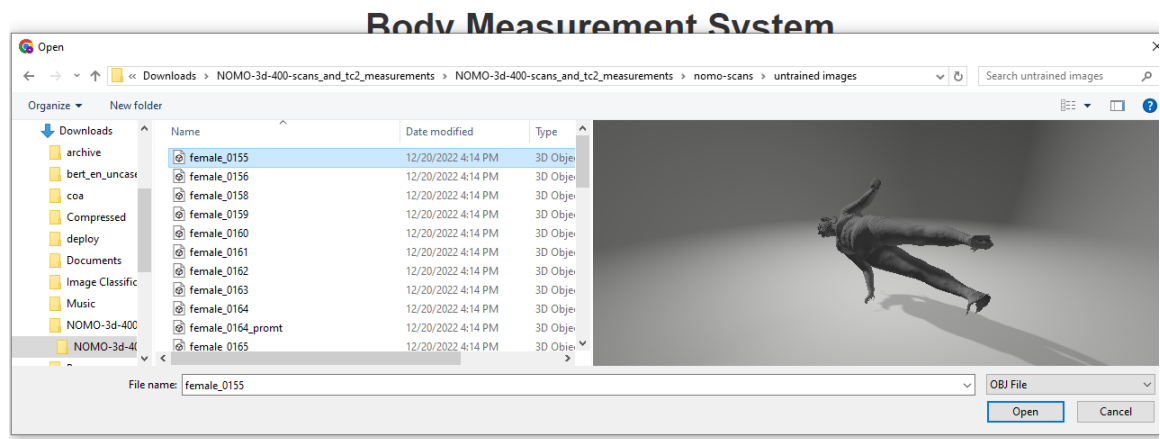 Body Measurement System
Open
« Downloads > NOMO-3d-400-scans_and_tc2_measurements > NOMO-3d-400-scans_and_tc2_measurements > nomo-scans > untrained images
Search untrained images
Organize
New folder
Downloads
archive
bert_en_uncase
coa
Compressed
deploy
Documents
Image Classific
Music
NOMO-3d-400
NOMO-3d-40
Name Date modified Type
female_0155 12/20/2022 4:14 PM 3D Obje
female_0156 12/20/2022 4:14 PM 3D Obje
female_0158 12/20/2022 4:14 PM 3D Obje
female_0159 12/20/2022 4:14 PM 3D Obje
female_0160 12/20/2022 4:14 PM 3D Obje
female_0161 12/20/2022 4:14 PM 3D Obje
female_0162 12/20/2022 4:14 PM 3D Obje
female_0163 12/20/2022 4:14 PM 3D Obje
female_0164 12/20/2022 4:14 PM 3D Obje
female_0164_promt 12/20/2022 4:14 PM 3D Obje
female_0165 12/20/2022 4:14 PM 3D Obje
File name: female_0155
OBJ File
Open
Cancel